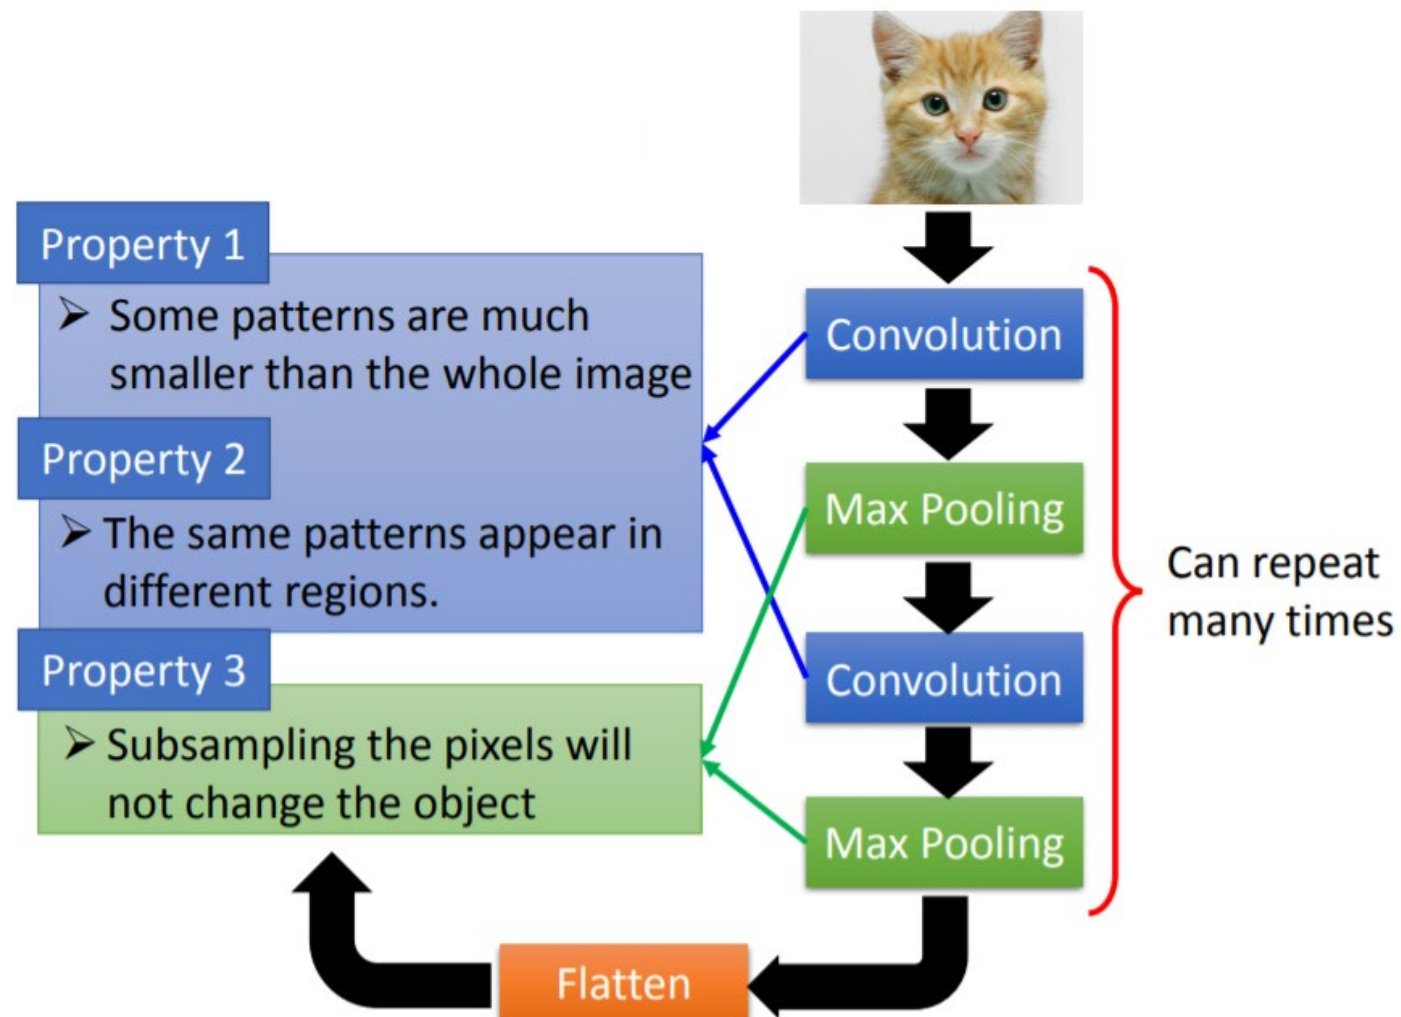 Property 1
➢ Some patterns are much
smaller than the whole image
Property 2
➢ The same patterns appear in
different regions.
Property 3
➢ Subsampling the pixels will
not change the object
Convolution
Max Pooling
Convolution
Max Pooling
Can repeat
many times
Flatten